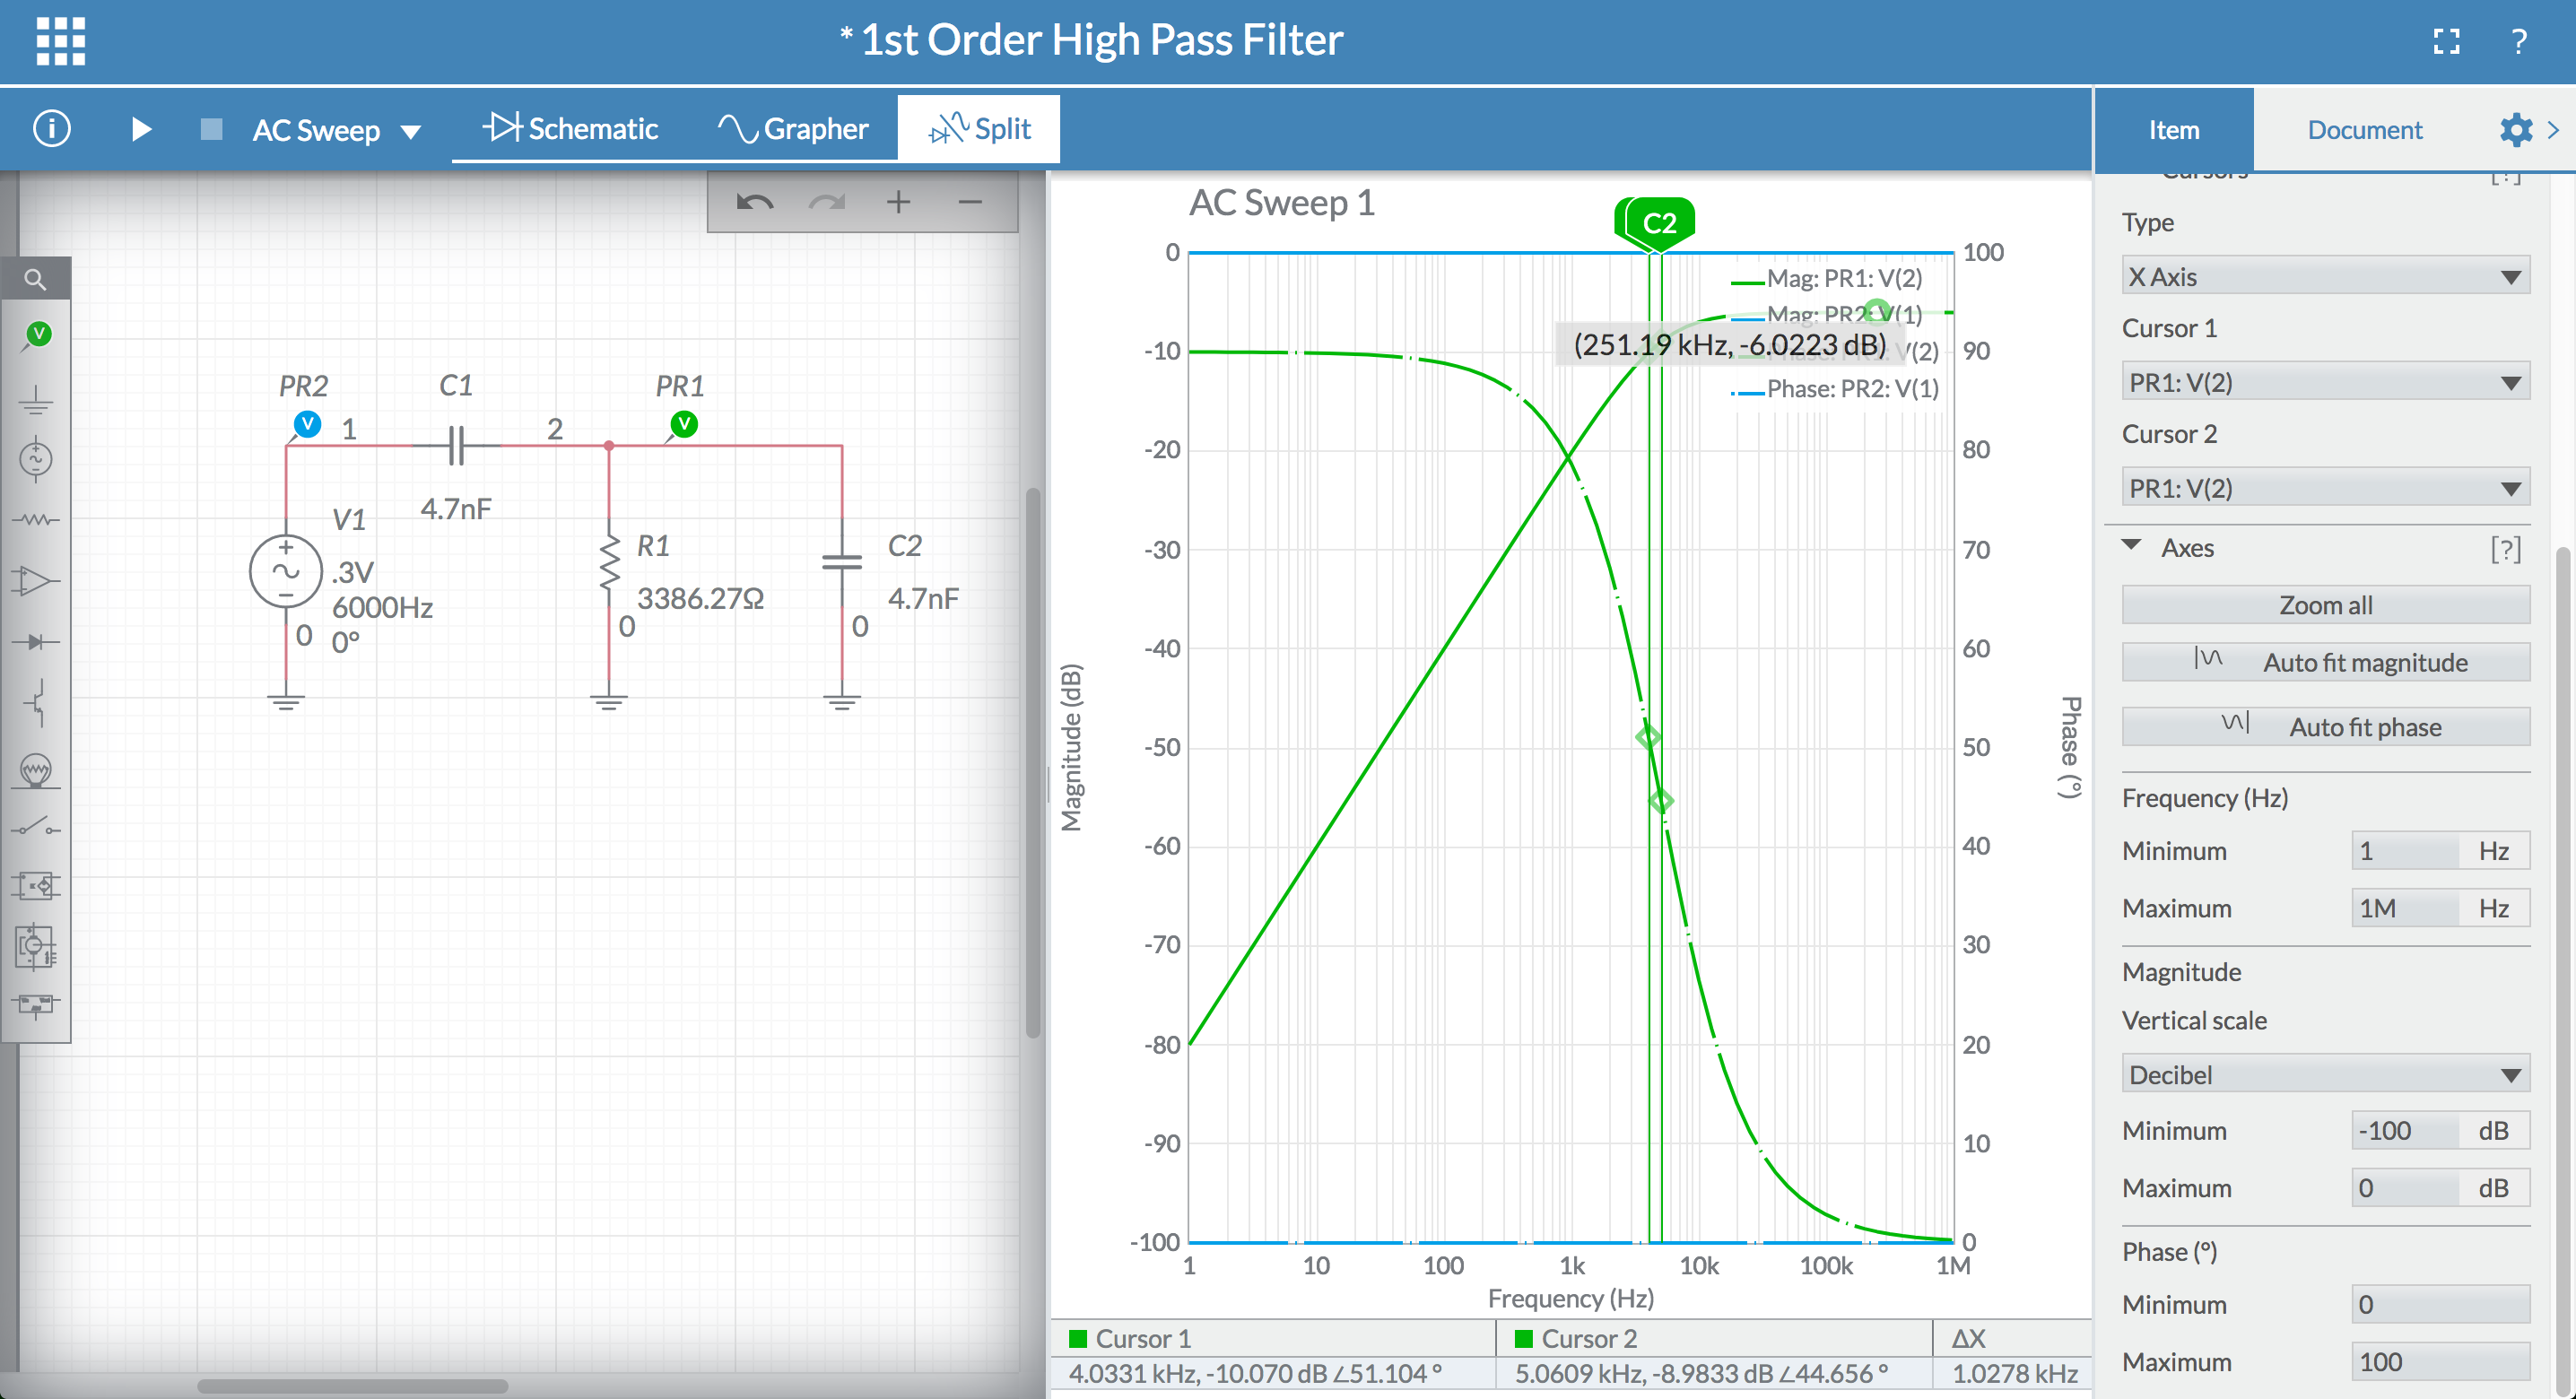 * 1st Order High Pass Filter
?
i
AC Sweep
Schematic
Grapher
Split
Item
Document
Cursors
[?]
Type
X Axis
Cursor 1
PR1: V(2)
Cursor 2
PR1: V(2)
Axes
[?]
Zoom all
Auto fit magnitude
Auto fit phase
Frequency (Hz)
Minimum
1 Hz
Maximum
1M Hz
Magnitude
Vertical scale
Decibel
Minimum
-100 dB
Maximum
0 dB
Phase (°)
Minimum
0
Maximum
100
V
PR2
C1
PR1
V
1
2
V
4.7nF
V1
.3V
6000Hz
0°
0
R1
3386.27Ω
0
C2
4.7nF
0
AC Sweep 1
C2
Mag: PR1: V(2)
Mag: PR2: V(1)
V(2)
Phase: PR2: V(1)
(251.19 kHz, -6.0223 dB)
Magnitude (dB)
0
-10
-20
-30
-40
-50
-60
-70
-80
-90
-100
100
90
80
70
60
50
40
30
20
10
0
Phase (°)
1
10
100
1k
10k
100k
1M
Frequency (Hz)
Cursor 1
Cursor 2
ΔX
4.0331 kHz, -10.070 dB ∠51.104 °
5.0609 kHz, -8.9833 dB ∠44.656 °
1.0278 kHz